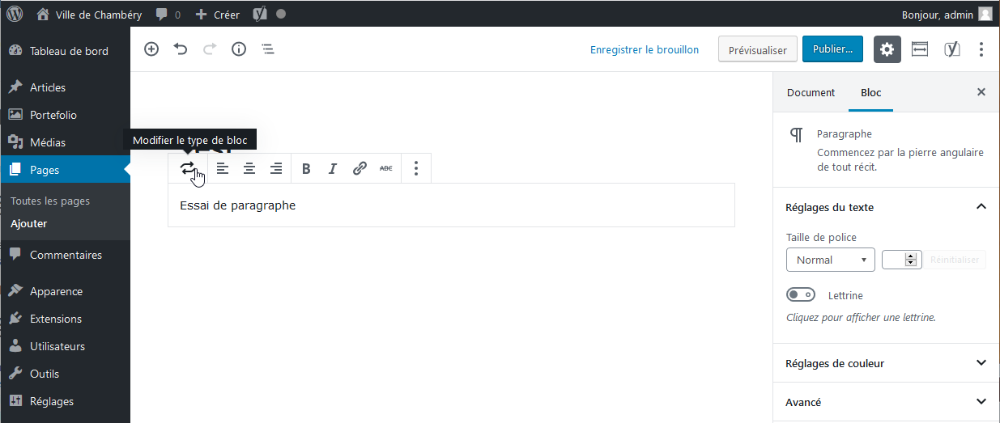 Ville de Chambéry
0
Créer
Bonjour, admin
Tableau de bord
Articles
Portefolio
Médias
Pages
Toutes les pages
Ajouter
Commentaires
Apparence
Extensions
Utilisateurs
Outils
Réglages
Enregistrer le brouillon
Prévisualiser
Publier...
Modifier le type de bloc
B
I
ABC
Essai de paragraphe
Document
Bloc
Paragraphe
Commencez par la pierre angulaire
de tout récit.
Réglages du texte
Taille de police
Normal
Réinitialiser
Lettrine
Cliquez pour afficher une lettrine.
Réglages de couleur
Avancé